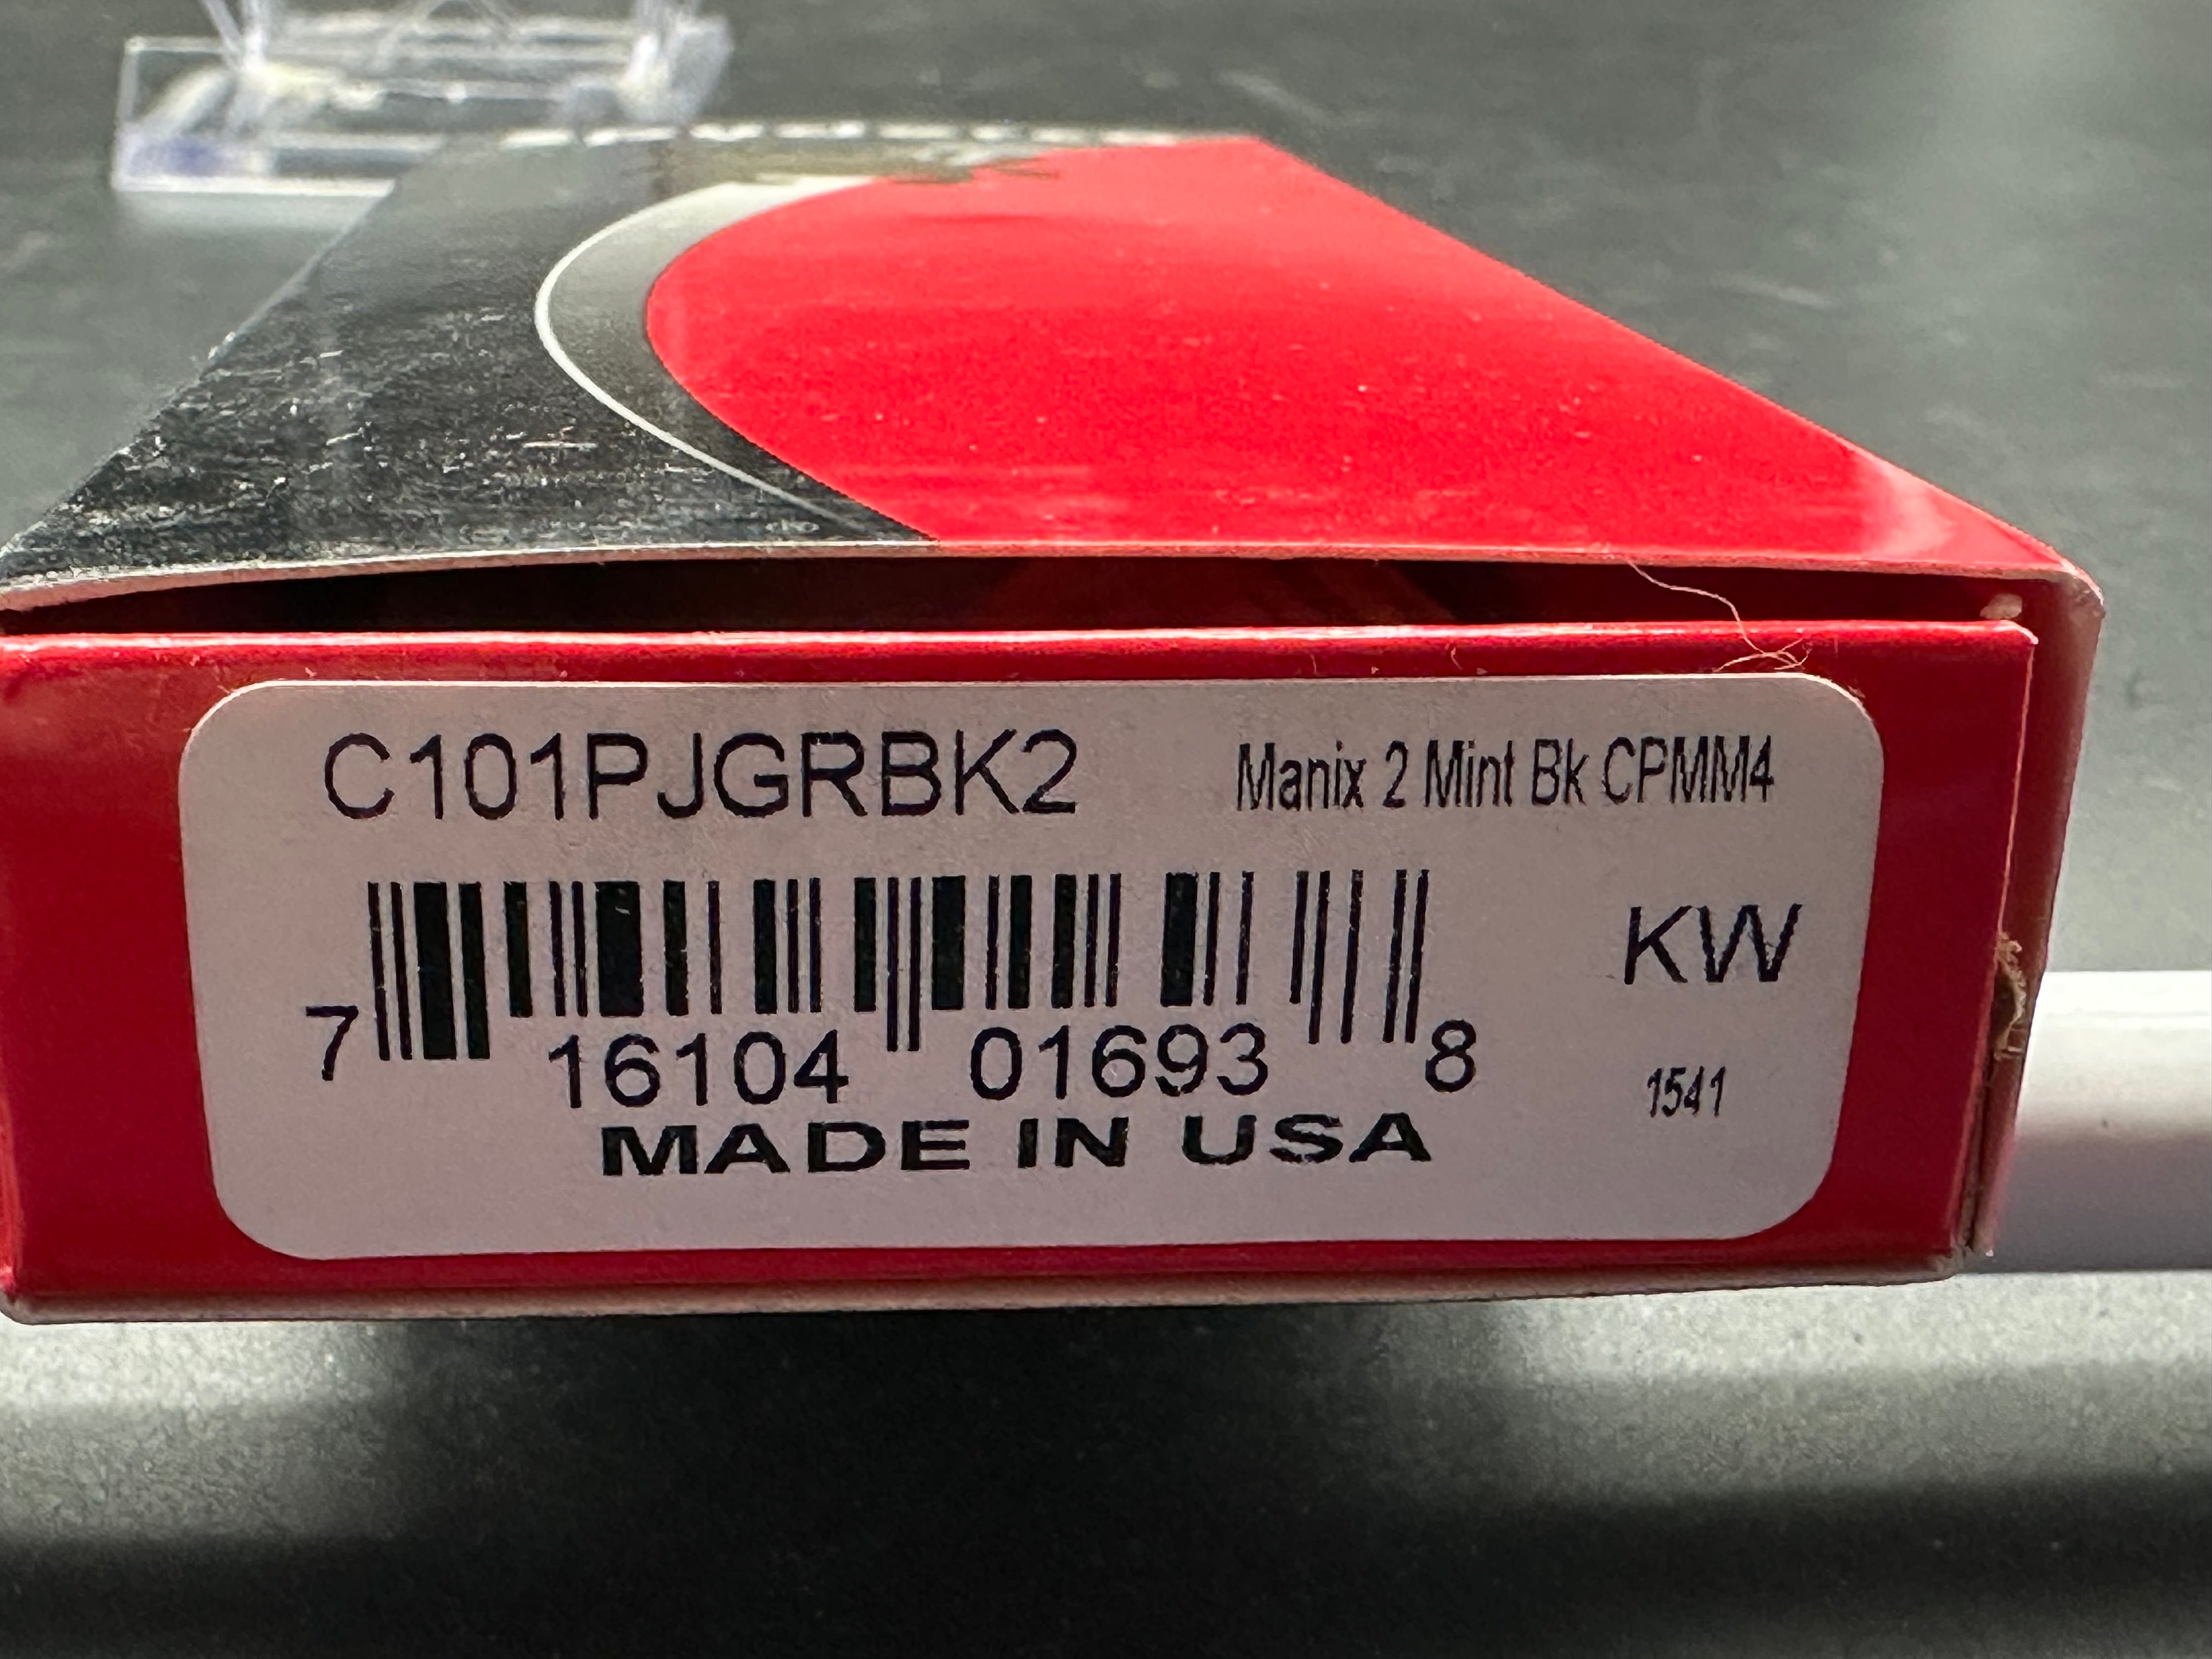 C101PJGRBK2 Manix 2 Mint Bk CPMM4
KW
7 16104 01693 8
1541
MADE IN USA